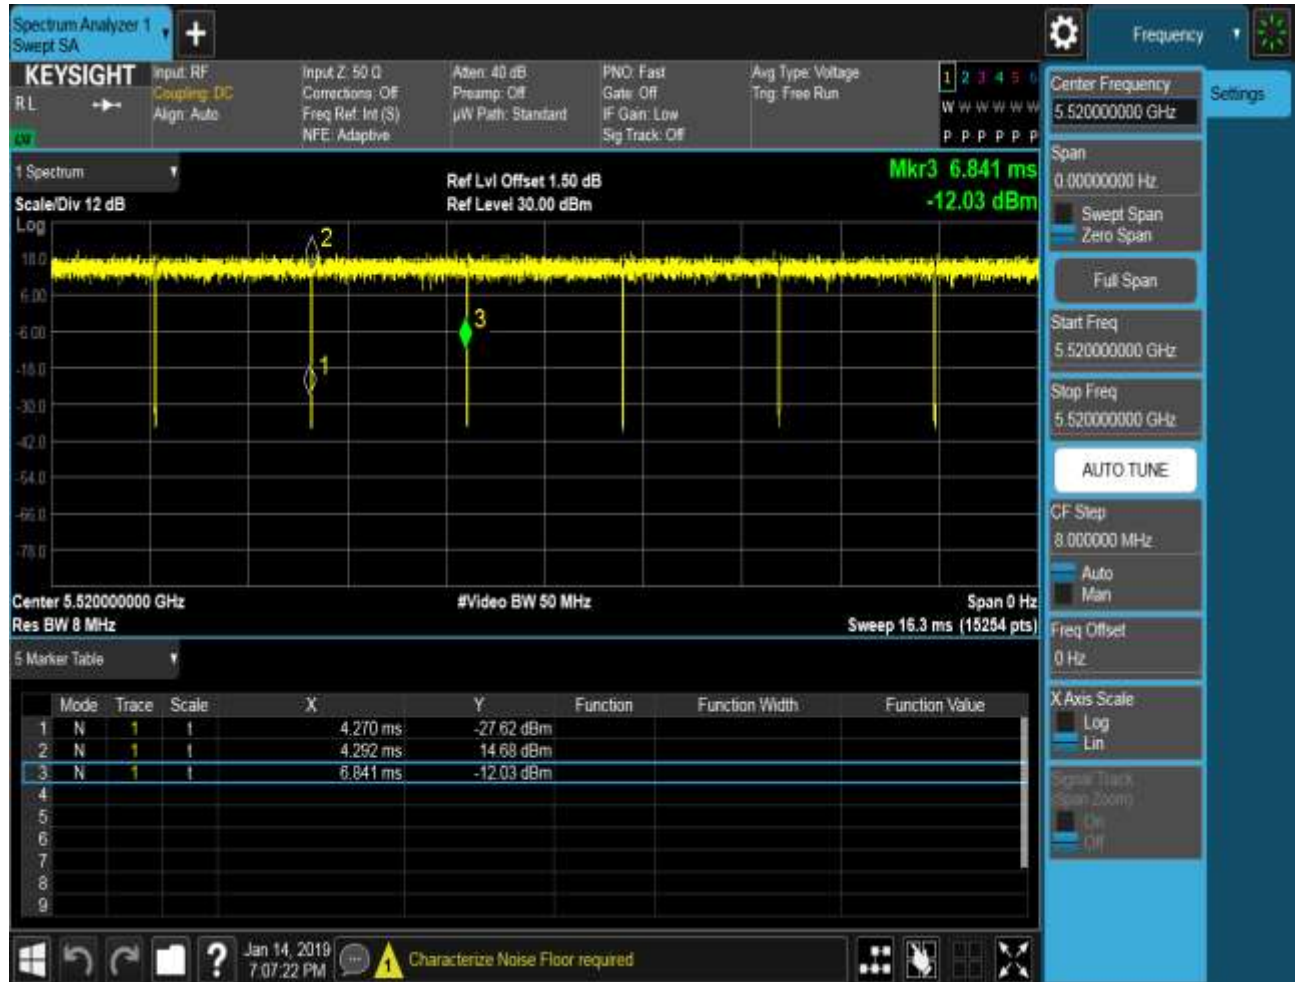 Spectrum Analyzer 1
Swept SA
Frequency
KEYSIGHT
RL
Input: RF
Coupling: DC
Align: Auto
Input Z: 50 Ω
Corrections: Off
Freq Ref: Int (S)
NFE: Adaptive
Atten: 40 dB
Preamp: Off
µW Path: Standard
PNO: Fast
Gate: Off
IF Gain: Low
Sig Track: Off
Avg Type: Voltage
Trig: Free Run
1 2 3 4 5 6
W W W W W W
P P P P P P
1 Spectrum
Scale/Div 12 dB
Ref Lvl Offset 1.50 dB
Ref Level 30.00 dBm
Mkr3 6.841 ms
-12.03 dBm
Log
18.0
6.00
-6.00
-18.0
-30.0
-42.0
-54.0
-66.0
-78.0
2
3
1
Center 5.520000000 GHz
Res BW 8 MHz
#Video BW 50 MHz
Span 0 Hz
Sweep 16.3 ms (15254 pts)
5 Marker Table
Mode Trace Scale X Y Function Function Width Function Value
1 N 1 t 4.270 ms -27.62 dBm
2 N 1 t 4.292 ms 14.68 dBm
3 N 1 t 6.841 ms -12.03 dBm
4
5
6
7
8
9
Jan 14, 2019
7:07:22 PM
Characterize Noise Floor required
Center Frequency
5.520000000 GHz
Settings
Span
0.00000000 Hz
Swept Span
Zero Span
Full Span
Start Freq
5.520000000 GHz
Stop Freq
5.520000000 GHz
AUTO TUNE
CF Step
8.000000 MHz
Auto
Man
Freq Offset
0 Hz
X Axis Scale
Log
Lin
Signal Track
(Span Zoom)
On
Off